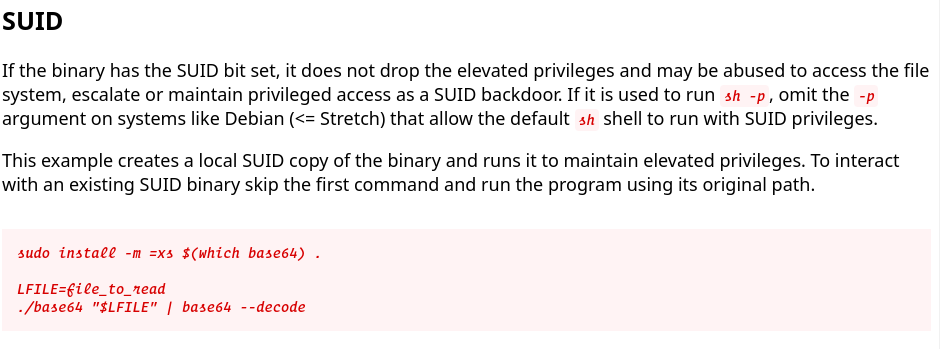 SUID
If the binary has the SUID bit set, it does not drop the elevated privileges and may be abused to access the file
system, escalate or maintain privileged access as a SUID backdoor. If it is used to run sh -p, omit the -p
argument on systems like Debian (<= Stretch) that allow the default sh shell to run with SUID privileges.
This example creates a local SUID copy of the binary and runs it to maintain elevated privileges. To interact
with an existing SUID binary skip the first command and run the program using its original path.
sudo install -m =xs $(which base64) .
LFILE=file_to_read
./base64 "$LFILE" | base64 --decode